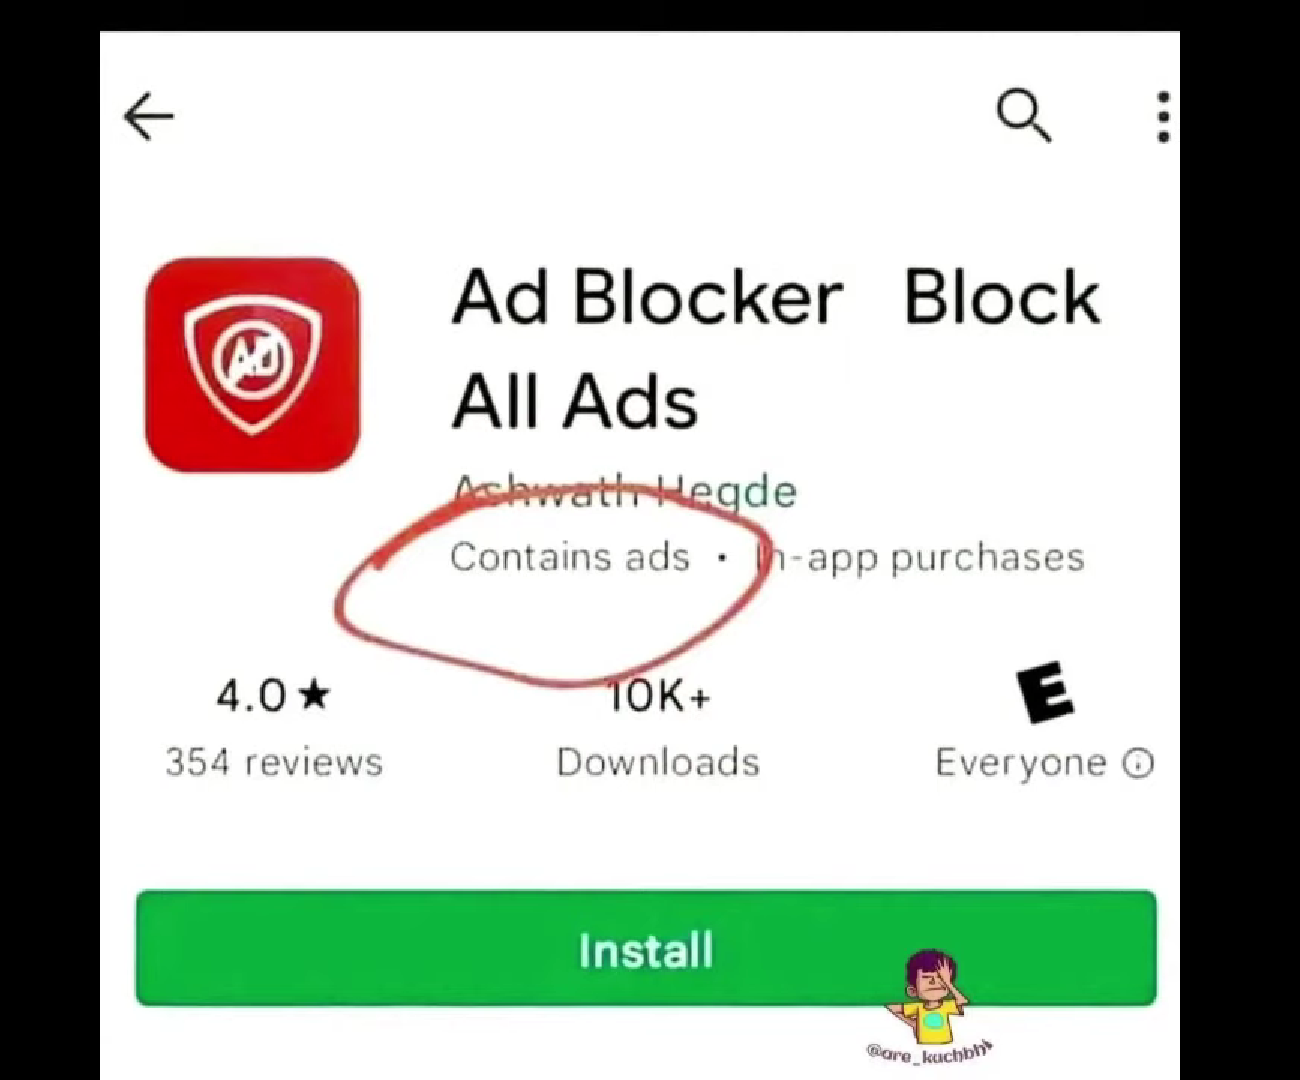 AD
Ad Blocker Block
All Ads
Ashwath Hegde
Contains ads · In-app purchases
4.0★ 10K+ E
354 reviews Downloads Everyone
Install
@are_kuchbhi